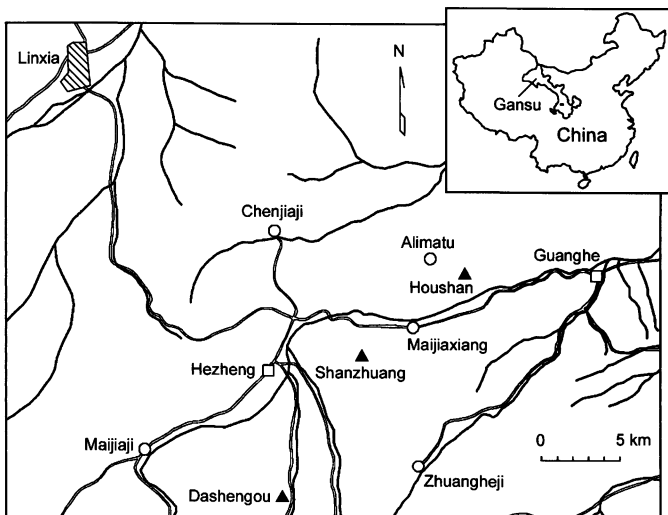 Linxia
N
Gansu
China
Chenjiaji
Alimatu
Guanghe
Houshan
Maijiaxiang
Hezheng
Shanzhuang
Maijiaji
0 5 km
Zhuangheji
Dashengou